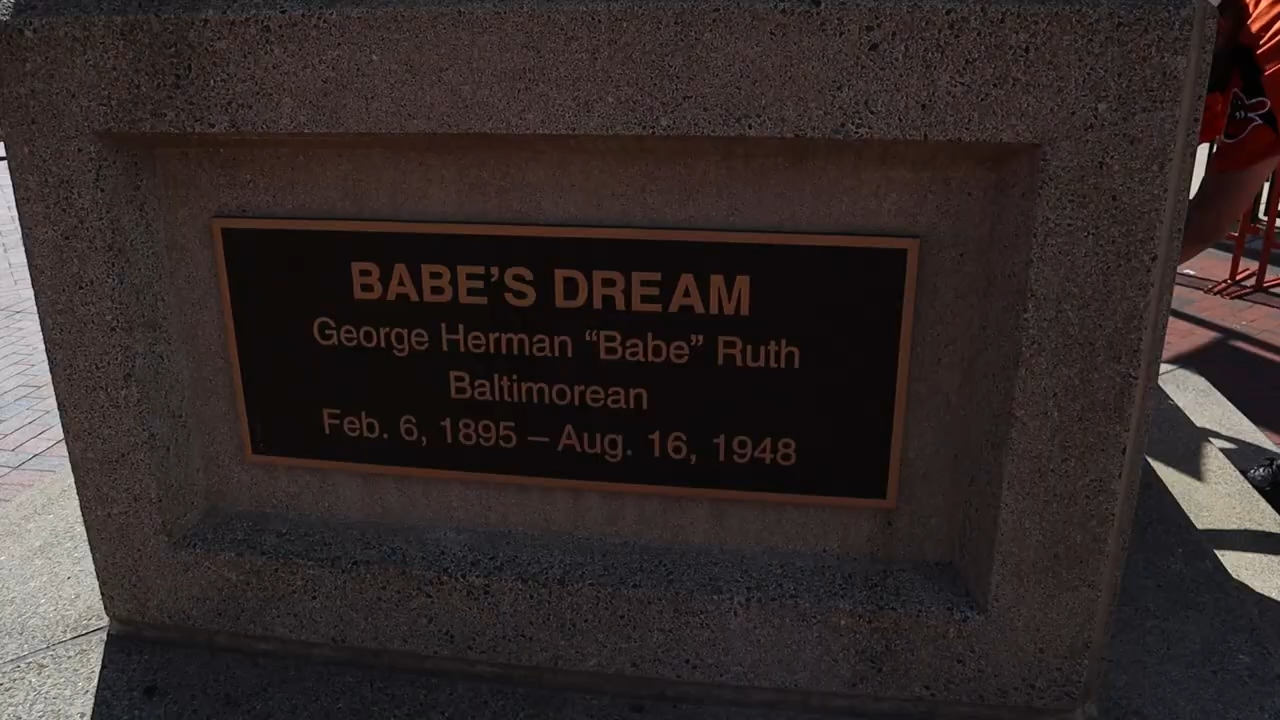 BABE’S DREAM
George Herman “Babe” Ruth
Baltimorean
Feb. 6, 1895 – Aug. 16, 1948